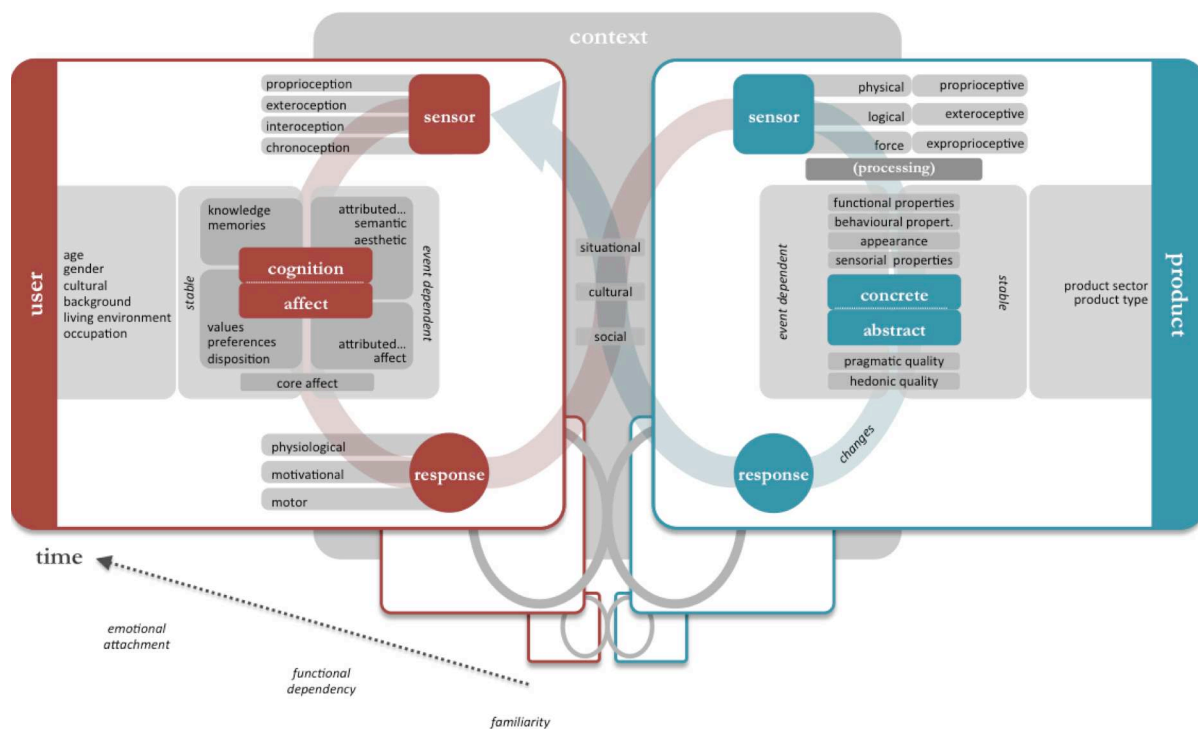 context
user
proprioception
exteroception
interoception
chronoception
sensor
age
gender
cultural
background
living environment
occupation
stable
knowledge
memories
attributed...
semantic
aesthetic
cognition
affect
values
preferences
disposition
attributed...
affect
event dependent
core affect
physiological
motivational
motor
response
situational
cultural
social
sensor
physical
proprioceptive
logical
exteroceptive
force
exproprioceptive
(processing)
event dependent
functional properties
behavioural propert.
appearance
sensorial properties
concrete
abstract
pragmatic quality
hedonic quality
stable
product sector
product type
product
response
changes
time
emotional
attachment
functional
dependency
familiarity